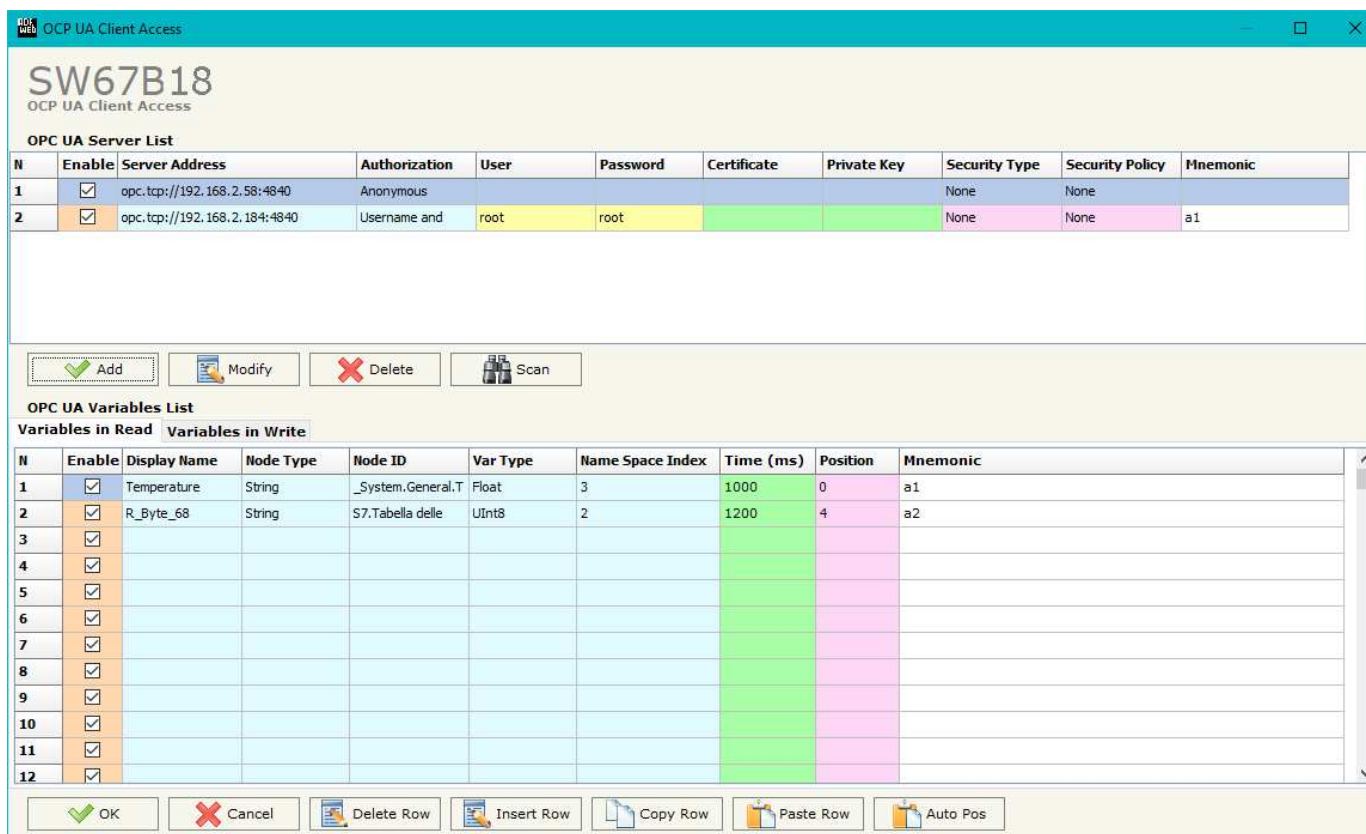 ADF WEB OCP UA Client Access
SW67B18
OCP UA Client Access
OPC UA Server List
N Enable Server Address Authorization User Password Certificate Private Key Security Type Security Policy Mnemonic
1 opc.tcp://192.168.2.58:4840 Anonymous None None
2 opc.tcp://192.168.2.184:4840 Username and root root None None a1
Add Modify Delete Scan
OPC UA Variables List
Variables in Read Variables in Write
N Enable Display Name Node Type Node ID Var Type Name Space Index Time (ms) Position Mnemonic
1 Temperature String _System.General.T Float 3 1000 0 a1
2 R_Byte_68 String S7.Tabella delle UInt8 2 1200 4 a2
3
4
5
6
7
8
9
10
11
12
OK Cancel Delete Row Insert Row Copy Row Paste Row Auto Pos